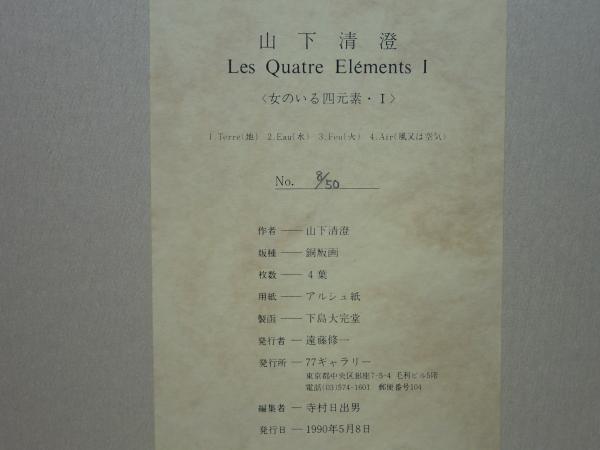 山下清澄
Les Quatre Eléments I
〈女のいる四元素・I〉
1.Terre(地) 2.Eau(水) 3.Feu(火) 4.Air(風又は空気)
No. 8/50
作者 ── 山下清澄
版種 ── 銅版画
枚数 ── 4葉
用紙 ── アルシュ紙
製函 ── 下島大完堂
発行者 ── 遠藤修一
発行所 ── 77ギャラリー
東京都中央区銀座7-5-4 毛利ビル5階
電話(03)574-1601 郵便番号104
編集者 ── 寺村日出男
発行日 ── 1990年5月8日